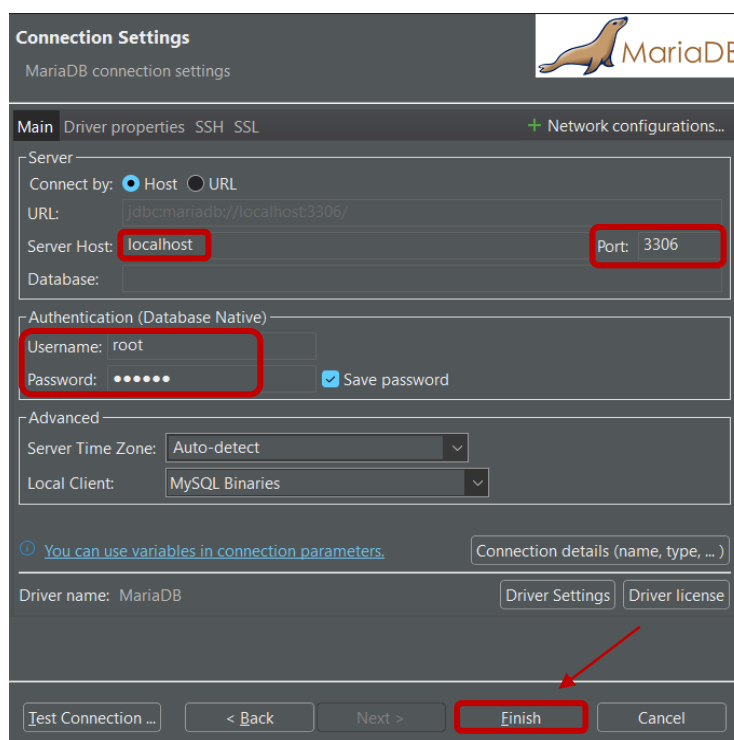 Connection Settings
MariaDB connection settings
MariaDB
Main Driver properties SSH SSL + Network configurations...
Server
Connect by: Host URL
URL: jdbc:mariadb://localhost:3306/
Server Host: localhost Port: 3306
Database:
Authentication (Database Native)
Username: root
Password: ●●●●●● Save password
Advanced
Server Time Zone: Auto-detect
Local Client: MySQL Binaries
You can use variables in connection parameters. Connection details (name, type, ... )
Driver name: MariaDB Driver Settings Driver license
Test Connection ... < Back Next > Finish Cancel